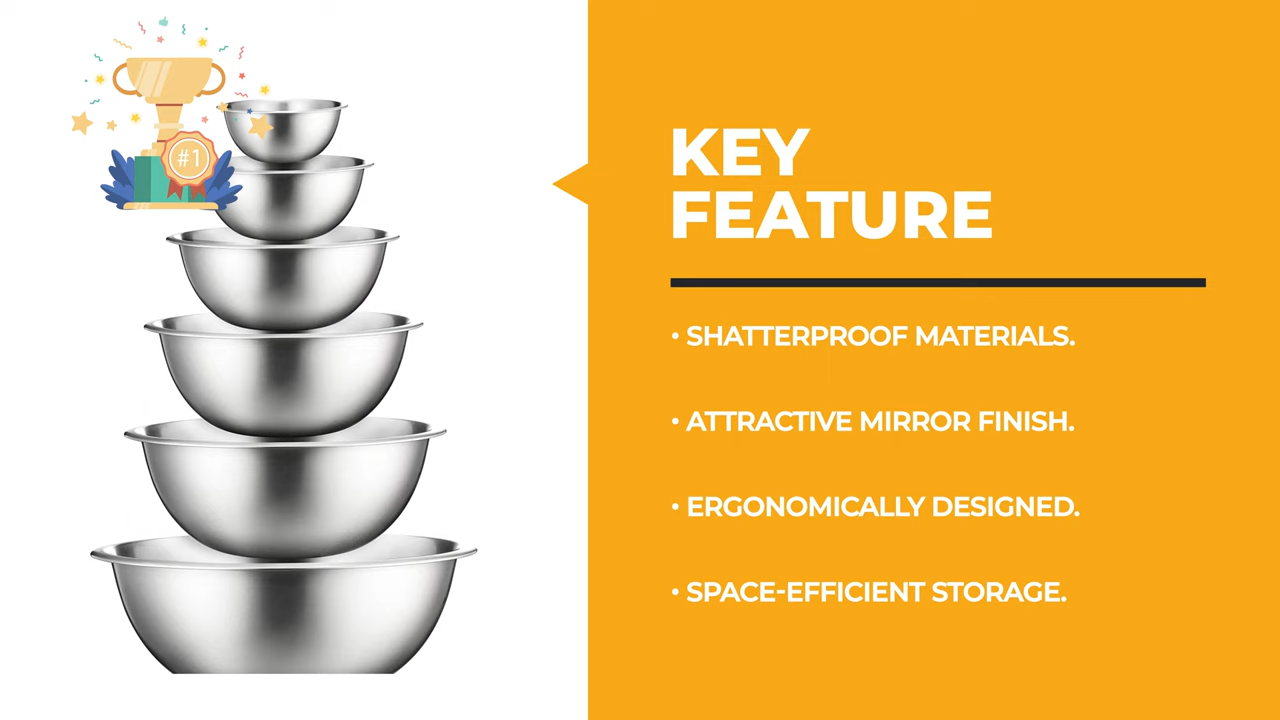 #1
KEY
FEATURE
• SHATTERPROOF MATERIALS.
• ATTRACTIVE MIRROR FINISH.
• ERGONOMICALLY DESIGNED.
• SPACE-EFFICIENT STORAGE.